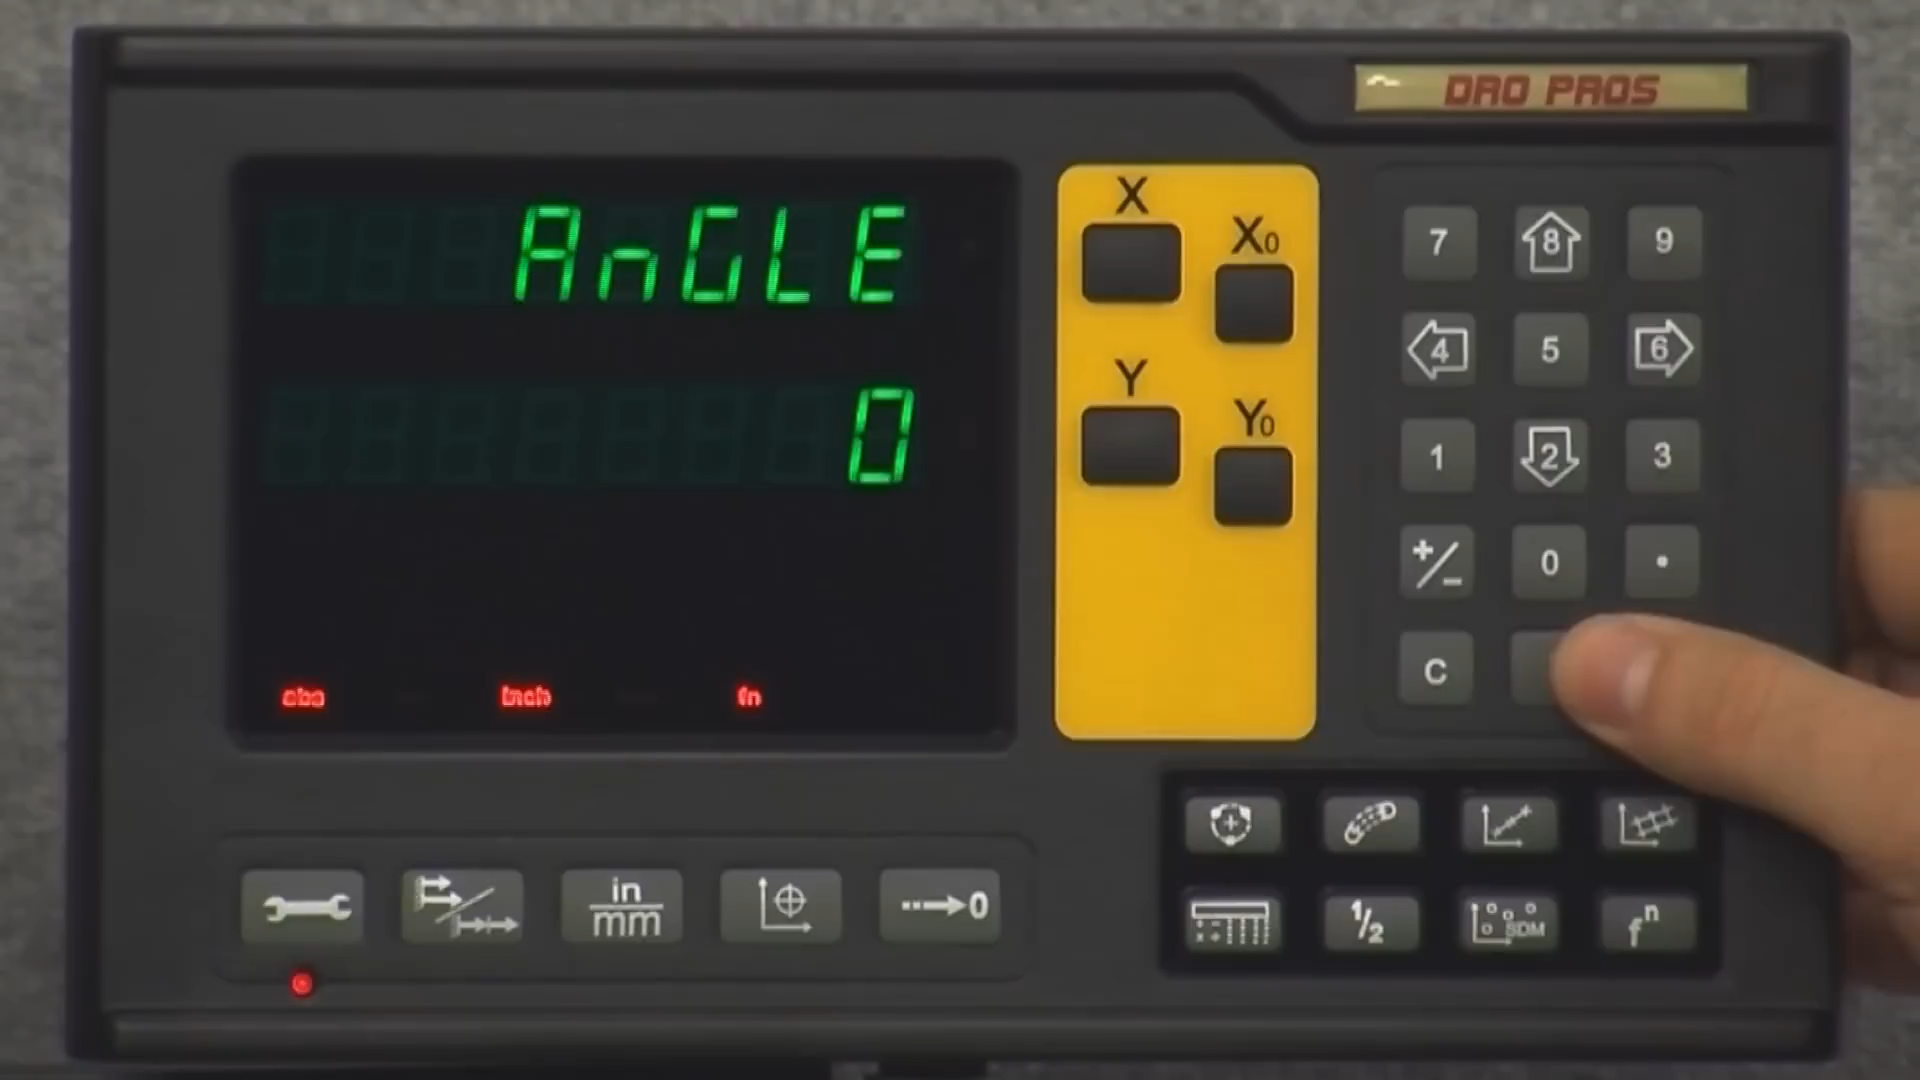 DRO PROS
AnGLE
0
abs inch fn
X
X0
Y
Y0
7 8 9
4 5 6
1 2 3
+/- 0 .
C
in
mm
0
1/2
SDM
fn